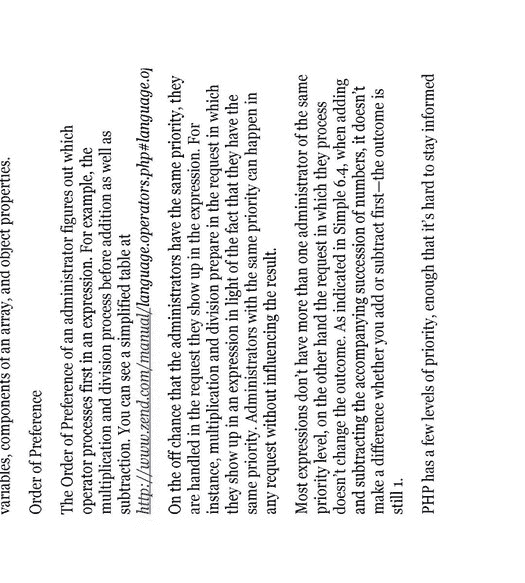 variables, components of an array, and object properties.
Order of Preference
The Order of Preference of an administrator figures out which
operator processes first in an expression. For example, the
multiplication and division process before addition as well as
subtraction. You can see a simplified table at
http://www.zend.com/manual/language.operators.php#language.op
On the off chance that the administrators have the same priority, they
are handled in the request they show up in the expression. For
instance, multiplication and division prepare in the request in which
they show up in an expression in light of the fact that they have the
same priority. Administrators with the same priority can happen in
any request without influencing the result.
Most expressions don't have more than one administrator of the same
priority level, on the other hand the request in which they process
doesn't change the outcome. As indicated in Simple 6.4, when adding
and subtracting the accompanying succession of numbers, it doesn't
make a difference whether you add or subtract first—the outcome is
still 1.
PHP has a few levels of priority, enough that it's hard to stay informed